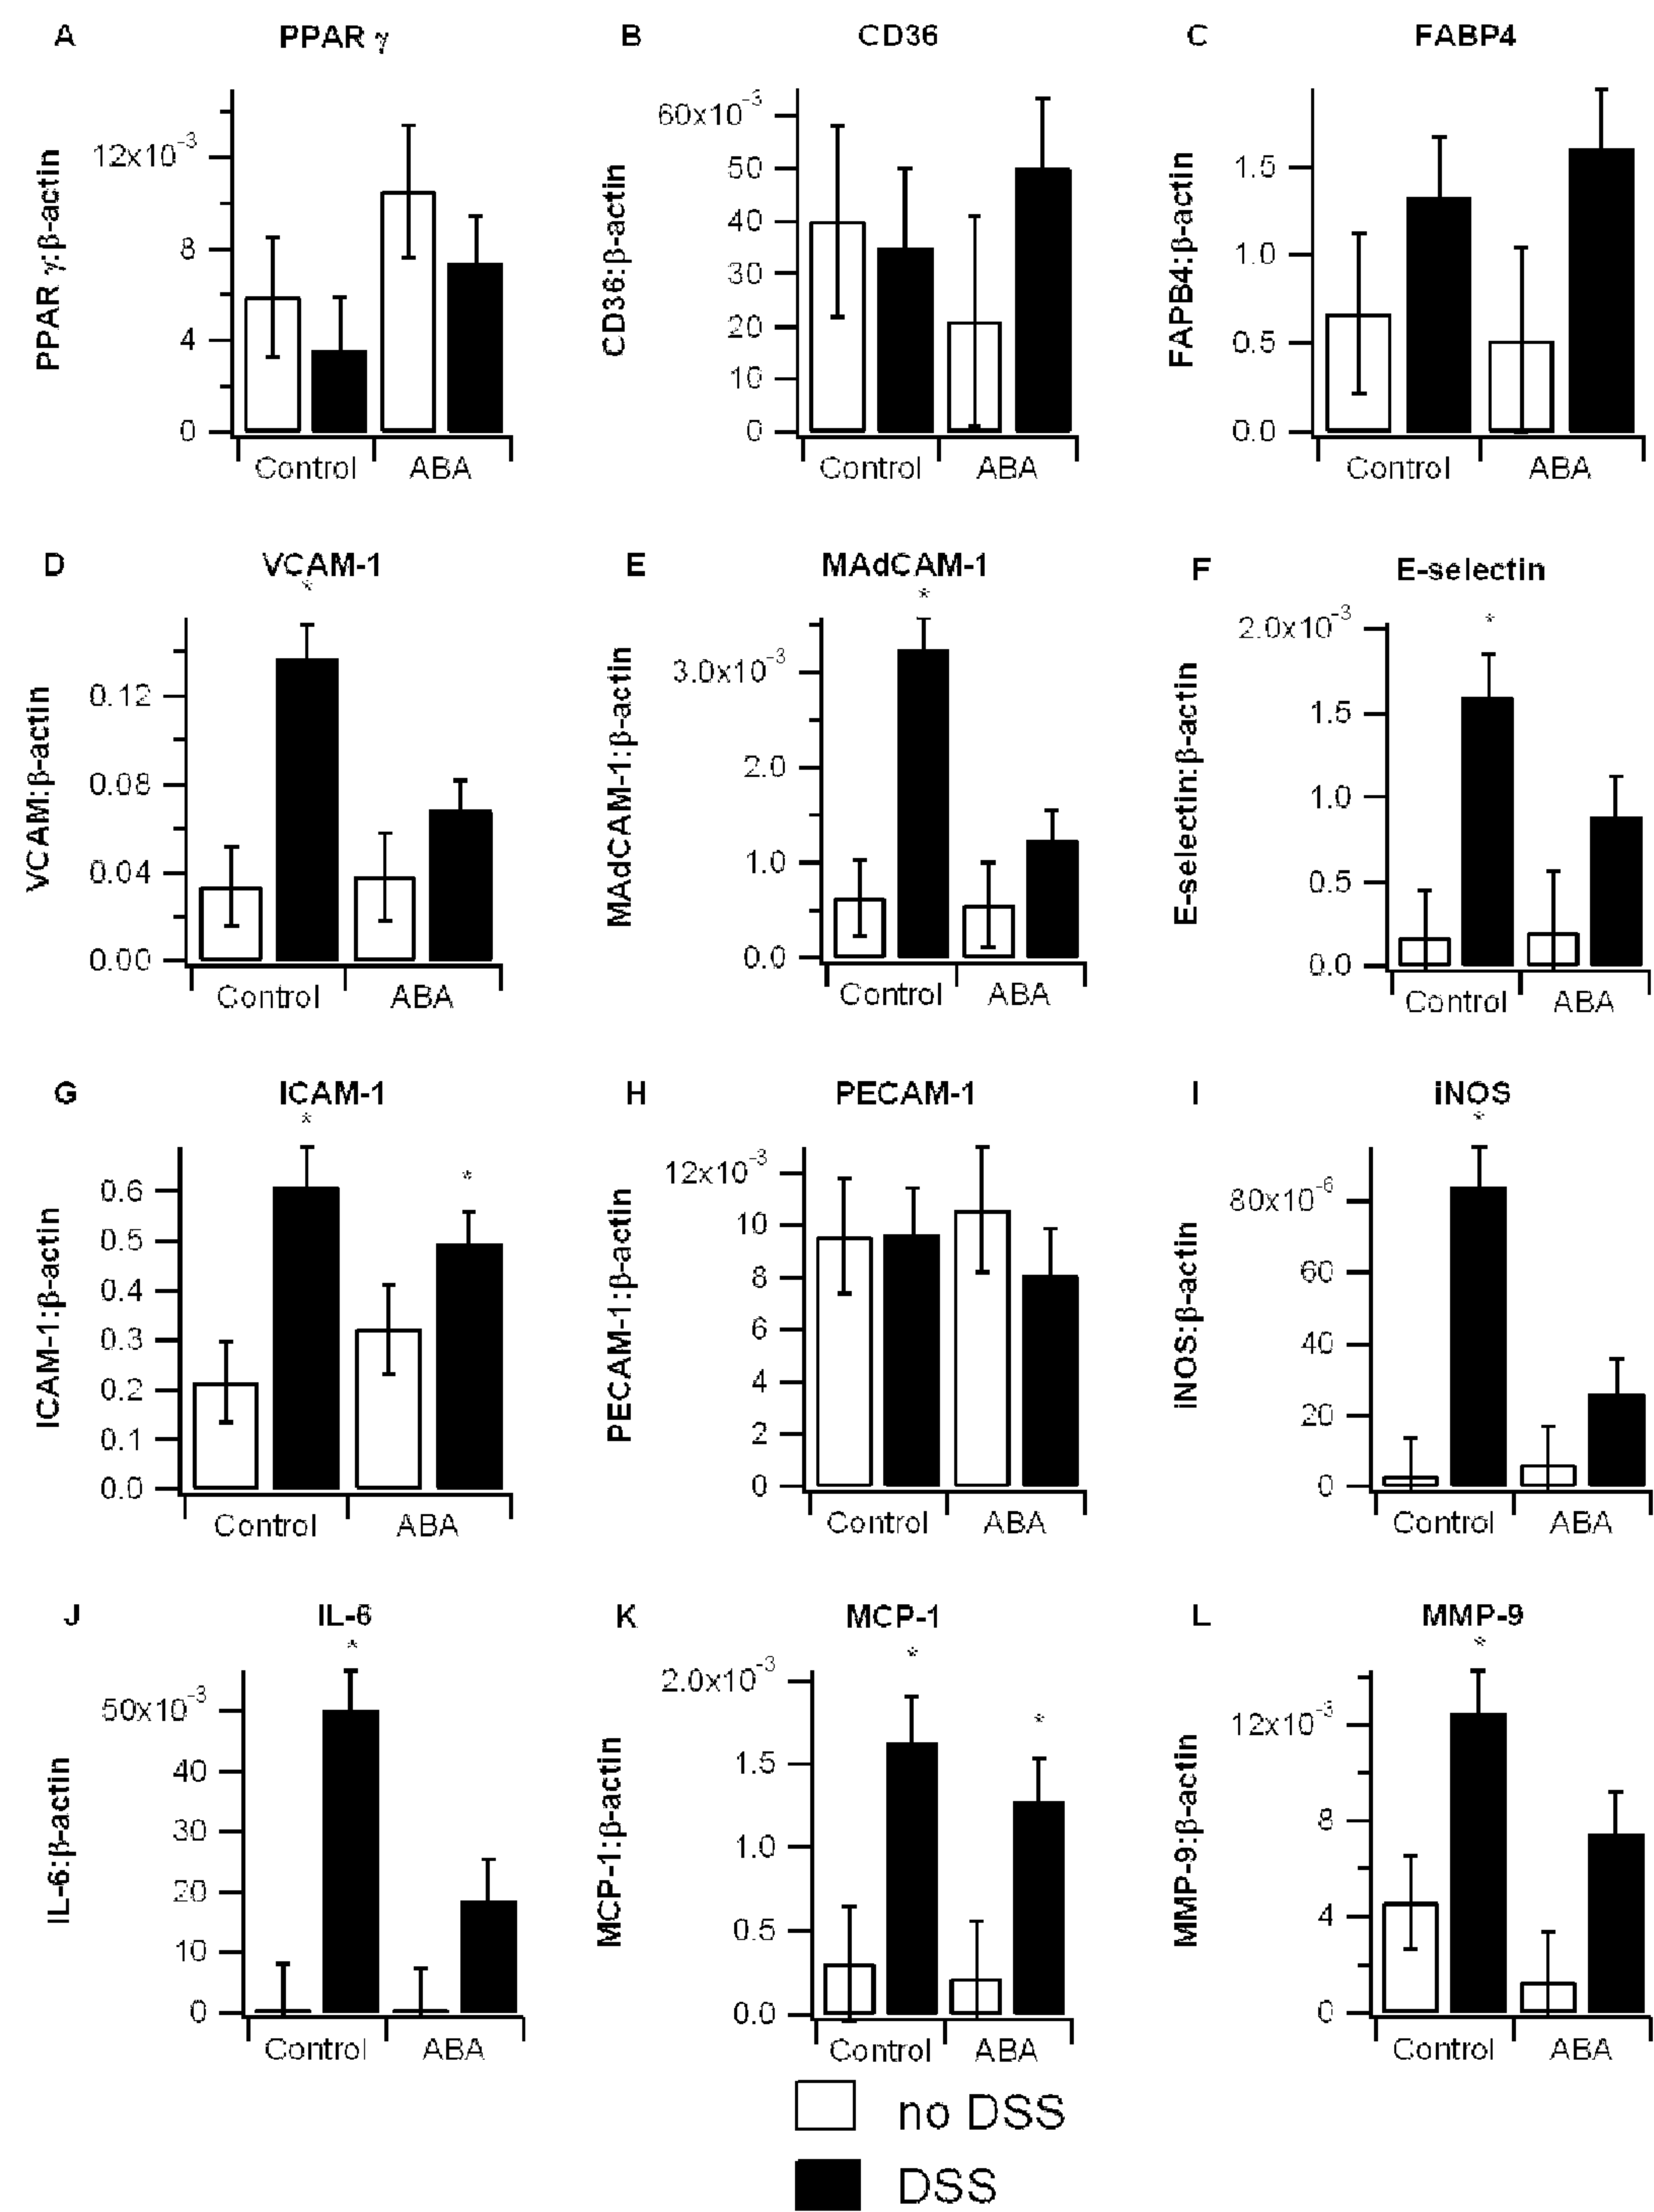 A PPAR γ
PPAR γ:β-actin
12x10-3
8
4
0
Control ABA
B CD36
CD36:β-actin
60x10-3
50
40
30
20
10
0
Control ABA
C FABP4
FAPB4:β-actin
1.5
1.0
0.5
0.0
Control ABA
D VCAM-1
*
VCAM:β-actin
0.12
0.08
0.04
0.00
Control ABA
E MAdCAM-1
*
MAdCAM-1:β-actin
3.0x10-3
2.0
1.0
0.0
Control ABA
F E-selectin
*
E-selectin:β-actin
2.0x10-3
1.5
1.0
0.5
0.0
Control ABA
G ICAM-1
*
*
ICAM-1:β-actin
0.6
0.5
0.4
0.3
0.2
0.1
0.0
Control ABA
H PECAM-1
PECAM-1:β-actin
12x10-3
10
8
6
4
2
0
Control ABA
I iNOS
*
iNOS:β-actin
80x10-6
60
40
20
0
Control ABA
J IL-6
*
IL-6:β-actin
50x10-3
40
30
20
10
0
Control ABA
K MCP-1
*
*
MCP-1:β-actin
2.0x10-3
1.5
1.0
0.5
0.0
Control ABA
L MMP-9
*
MMP-9:β-actin
12x10-3
8
4
0
Control ABA
no DSS
DSS